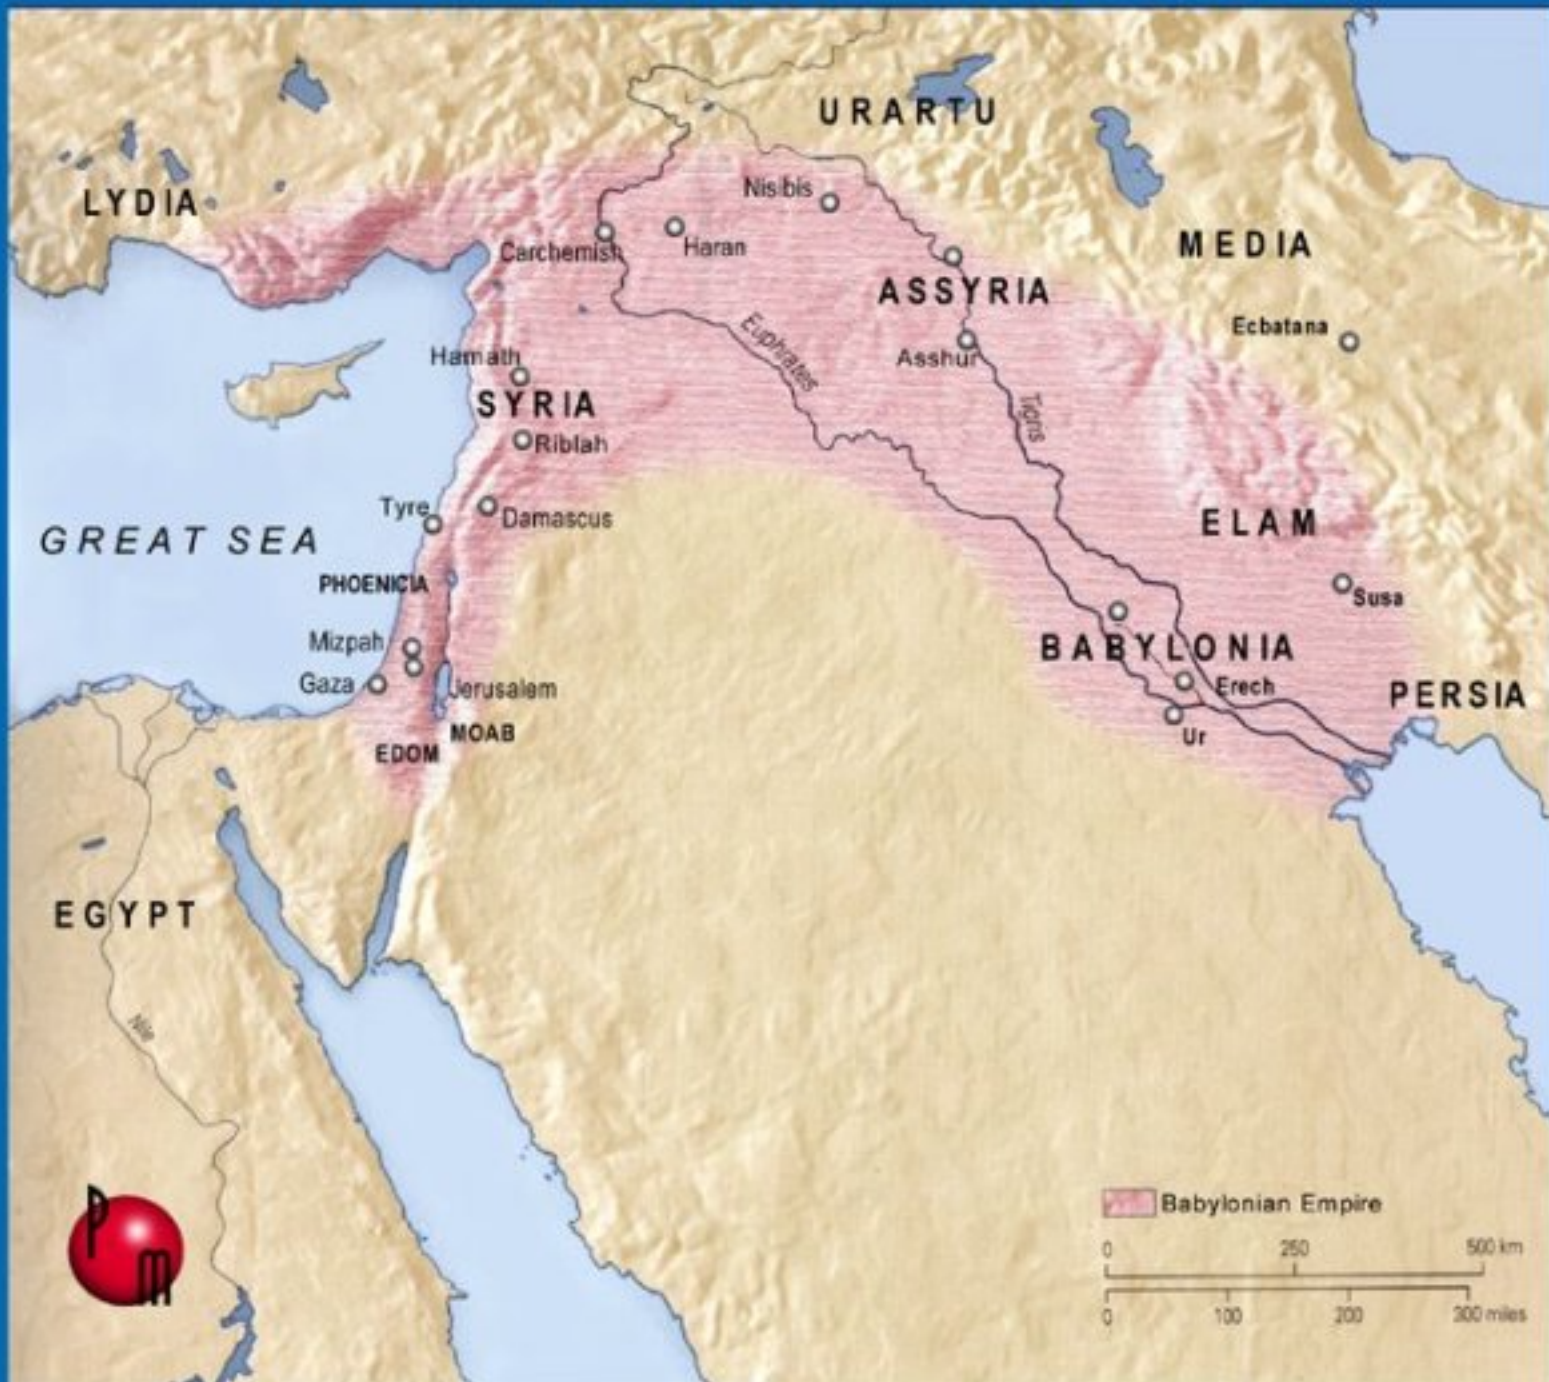 URARTU
Nisibis
LYDIA
MEDIA
Carchemish
Haran
ASSYRIA
Euphrates
Ecbatana
Hamath
Asshur
SYRIA
Tigris
Riblah
Tyre
Damascus
ELAM
GREAT SEA
PHOENICIA
Susa
Mizpah
BABYLONIA
Gaza
Jerusalem
Erech
PERSIA
MOAB
Ur
EDOM
EGYPT
Nile
Babylonian Empire
0 250 500 km
0 100 200 300 miles
P
m